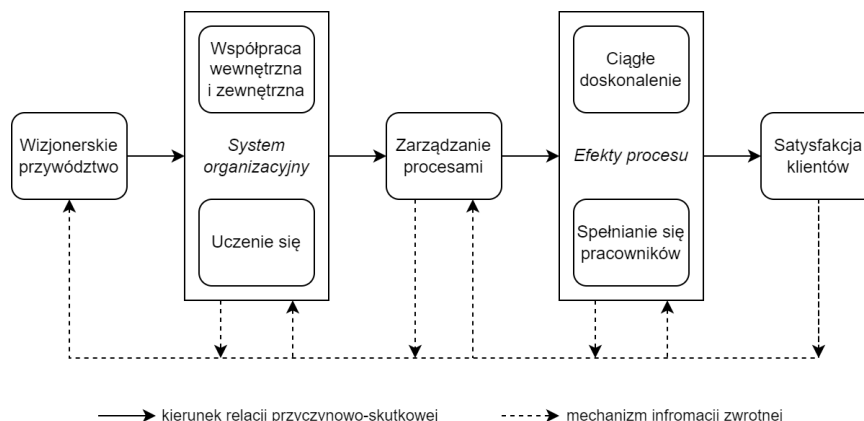 Wizjonerskie
przywództwo
Współpraca
wewnętrzna
i zewnętrzna
System
organizacyjny
Uczenie się
Zarządzanie
procesami
Ciągłe
doskonalenie
Efekty procesu
Spełnianie się
pracowników
Satysfakcja
klientów
kierunek relacji przyczynowo-skutkowej
mechanizm infromacji zwrotnej